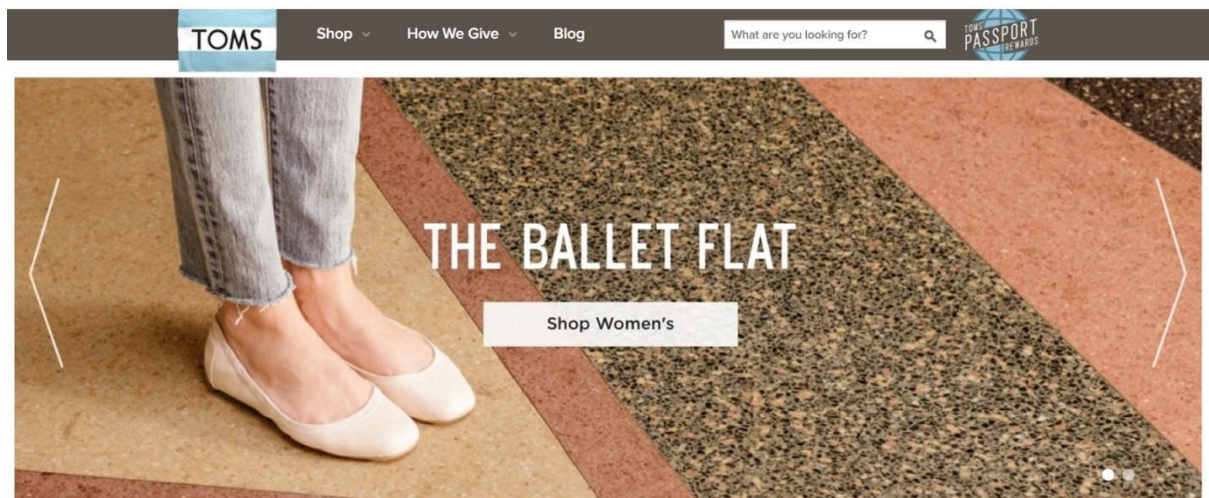 TOMS
Shop
How We Give
Blog
What are you looking for?
TOMS
PASSPORT
REWARDS
THE BALLET FLAT
Shop Women's